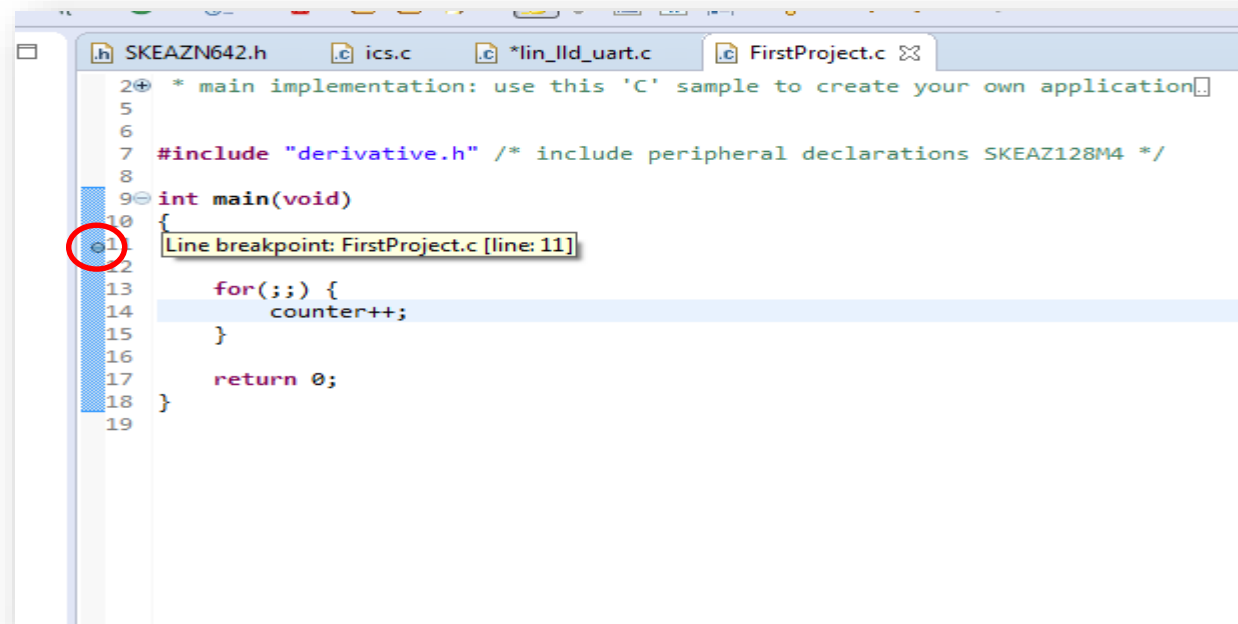 SKEAZN642.h ics.c *lin_lld_uart.c FirstProject.c
2 * main implementation: use this 'C' sample to create your own application
5
6
7 #include "derivative.h" /* include peripheral declarations SKEAZ128M4 */
8
9 int main(void)
10 {
11 Line breakpoint: FirstProject.c [line: 11]
12
13 for(;;) {
14 counter++;
15 }
16
17 return 0;
18 }
19